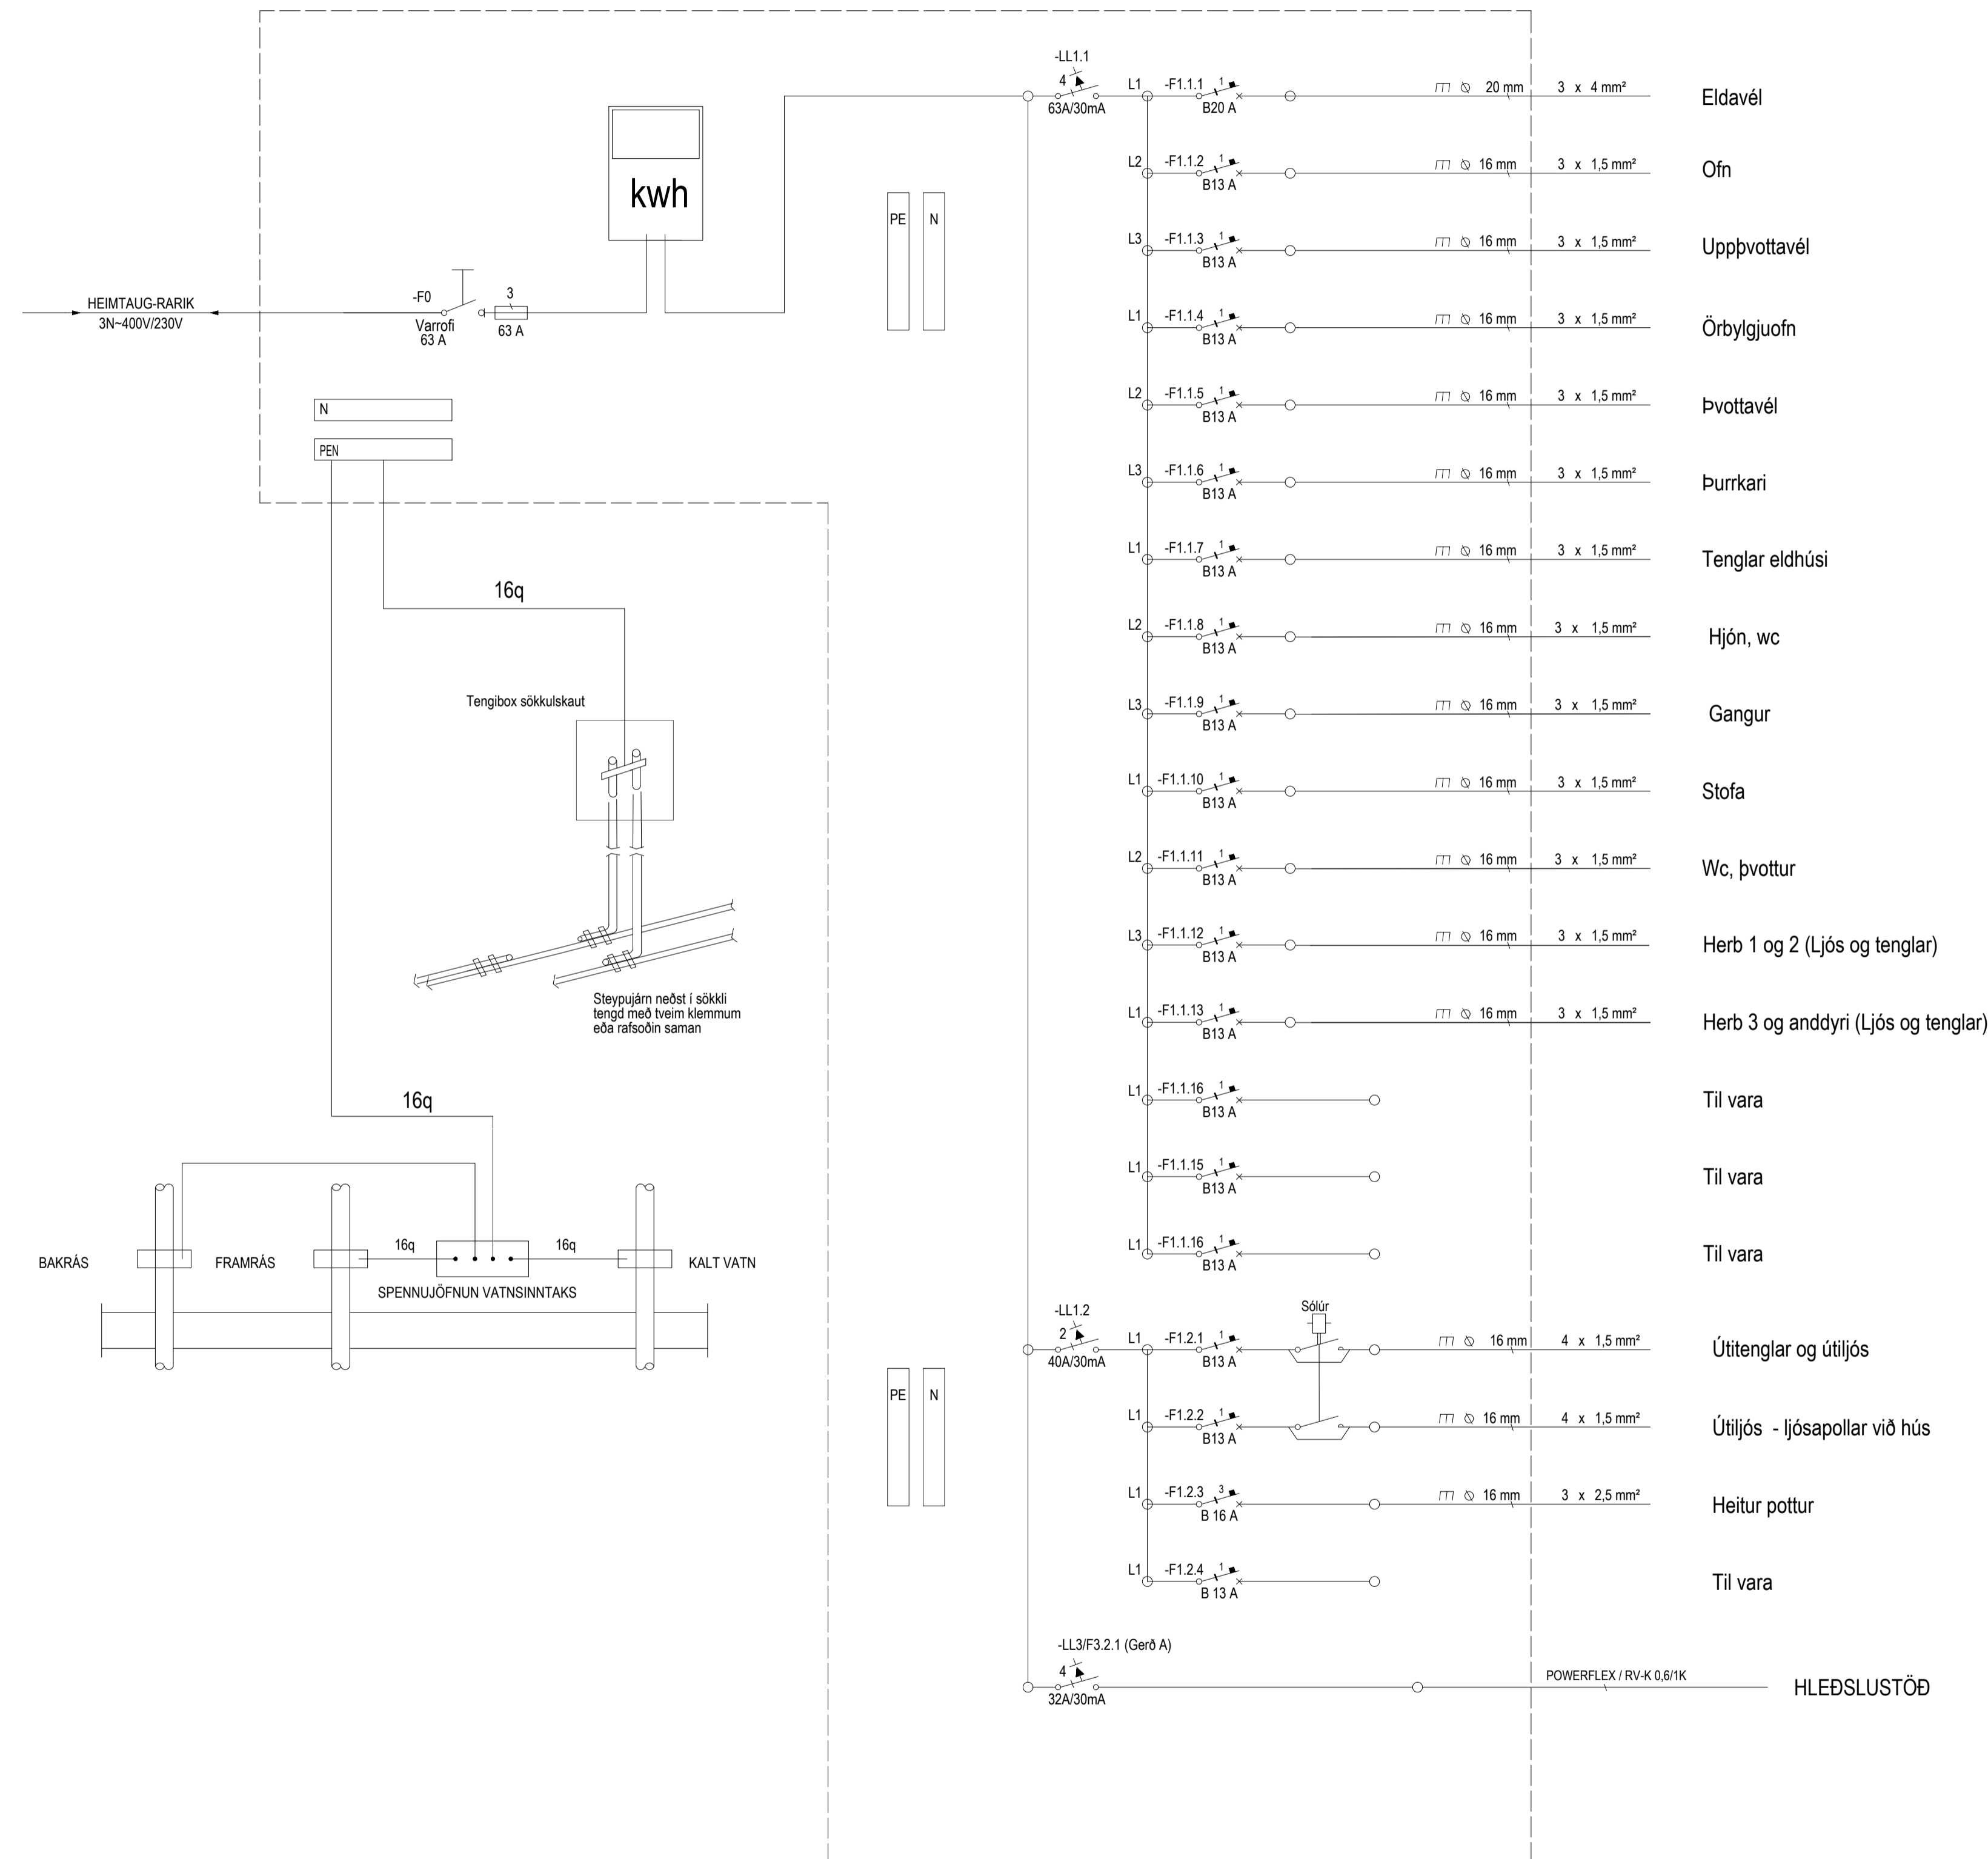 -LL1.1
4
63A/30mA
L1 -F1.1.1 1 B20 A 20 mm 3 x 4 mm² Eldavél
L2 -F1.1.2 1 B13 A 16 mm 3 x 1,5 mm² Ofn
L3 -F1.1.3 1 B13 A 16 mm 3 x 1,5 mm² Uppþvottavél
L1 -F1.1.4 1 B13 A 16 mm 3 x 1,5 mm² Örbylgjuofn
L2 -F1.1.5 1 B13 A 16 mm 3 x 1,5 mm² Þvottavél
L3 -F1.1.6 1 B13 A 16 mm 3 x 1,5 mm² Þurrkari
L1 -F1.1.7 1 B13 A 16 mm 3 x 1,5 mm² Tenglar eldhúsi
L2 -F1.1.8 1 B13 A 16 mm 3 x 1,5 mm² Hjón, wc
L3 -F1.1.9 1 B13 A 16 mm 3 x 1,5 mm² Gangur
L1 -F1.1.10 1 B13 A 16 mm 3 x 1,5 mm² Stofa
L2 -F1.1.11 1 B13 A 16 mm 3 x 1,5 mm² Wc, þvottur
L3 -F1.1.12 1 B13 A 16 mm 3 x 1,5 mm² Herb 1 og 2 (Ljós og tenglar)
L1 -F1.1.13 1 B13 A 16 mm 3 x 1,5 mm² Herb 3 og anddyri (Ljós og tenglar)
L1 -F1.1.16 1 B13 A Til vara
L1 -F1.1.15 1 B13 A Til vara
L1 -F1.1.16 1 B13 A Til vara
-LL1.2
2
40A/30mA
Sólúr
L1 -F1.2.1 1 B13 A 16 mm 4 x 1,5 mm² Útitenglar og útiljós
L1 -F1.2.2 1 B13 A 16 mm 4 x 1,5 mm² Útiljós - ljósapollar við hús
L1 -F1.2.3 3 B 16 A 16 mm 3 x 2,5 mm² Heitur pottur
L1 -F1.2.4 1 B 13 A Til vara
-LL3/F3.2.1 (Gerð A)
4
32A/30mA
POWERFLEX / RV-K 0,6/1K
HLEÐSLUSTÖÐ
kwh
PE N
HEIMTAUG-RARIK
3N~400V/230V
-F0
Varrofi
63 A
3
63 A
N
PEN
16q
Tengibox sökkulskaut
Steypujárn neðst í sökkli
tengd með tveim klemmum
eða rafsoðin saman
16q
BAKRÁS
FRAMRÁS
16q
16q
KALT VATN
SPENNUJÖFNUN VATNSINNTAKS
PE N